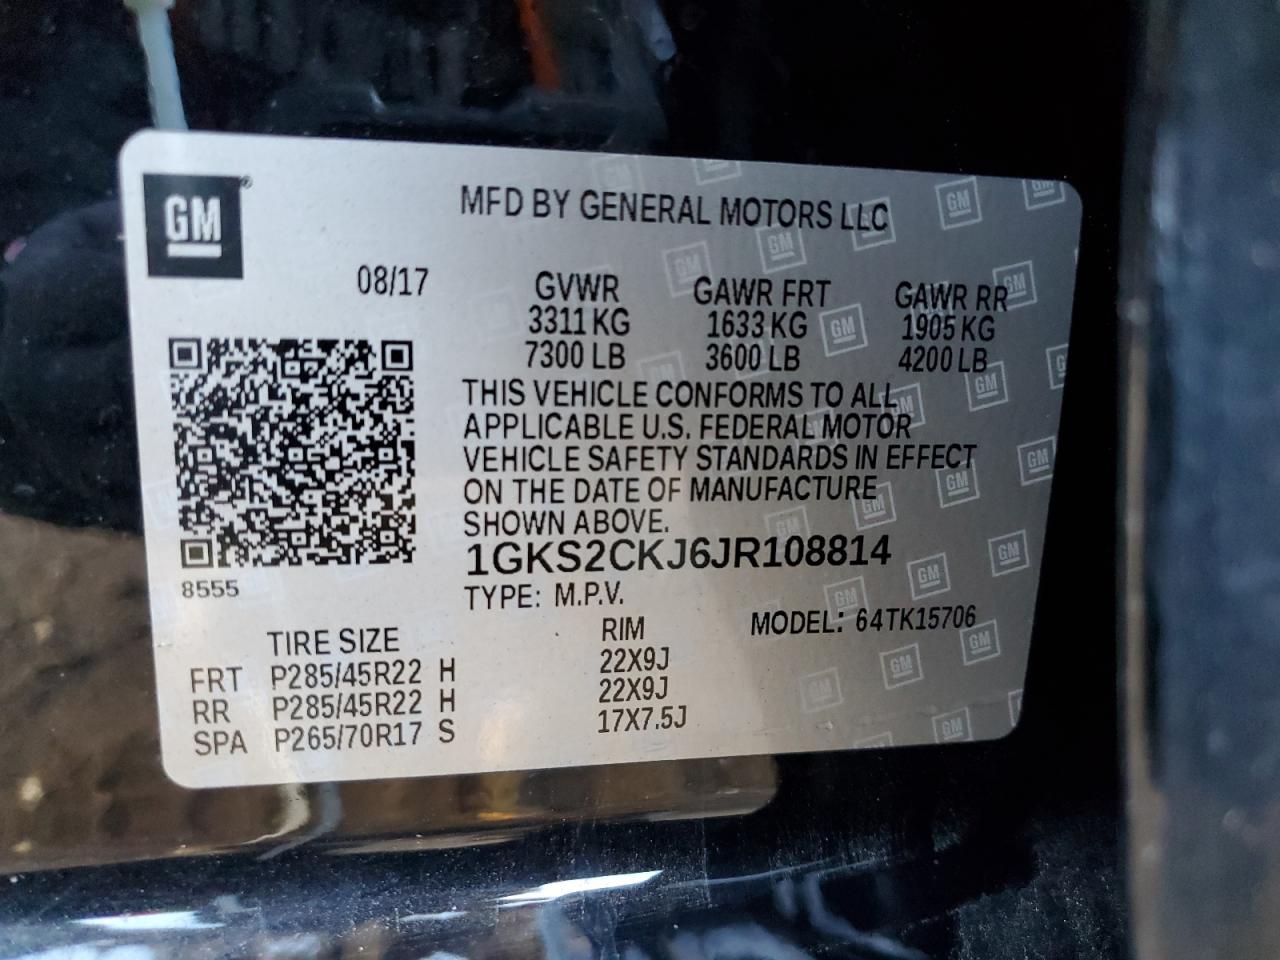 GM®
MFD BY GENERAL MOTORS LLC
08/17 GVWR GAWR FRT GAWR RR
3311 KG 1633 KG 1905 KG
7300 LB 3600 LB 4200 LB
THIS VEHICLE CONFORMS TO ALL
APPLICABLE U.S. FEDERAL MOTOR
VEHICLE SAFETY STANDARDS IN EFFECT
ON THE DATE OF MANUFACTURE
SHOWN ABOVE.
1GKS2CKJ6JR108814
8555
TYPE: M.P.V.
MODEL: 64TK15706
TIRE SIZE RIM
FRT P285/45R22 H 22X9J
RR P285/45R22 H 22X9J
SPA P265/70R17 S 17X7.5J